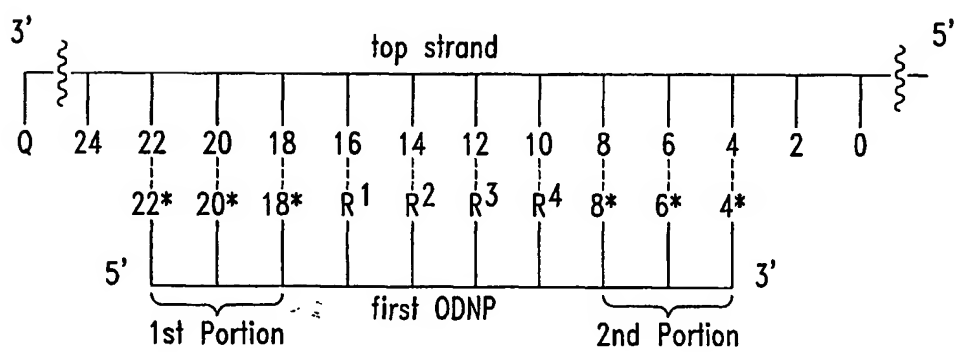 3' 5'
top strand
Q 24 22 20 18 16 14 12 10 8 6 4 2 0
22* 20* 18* R¹ R² R³ R⁴ 8* 6* 4*
5' 3'
first ODNP
1st Portion 2nd Portion